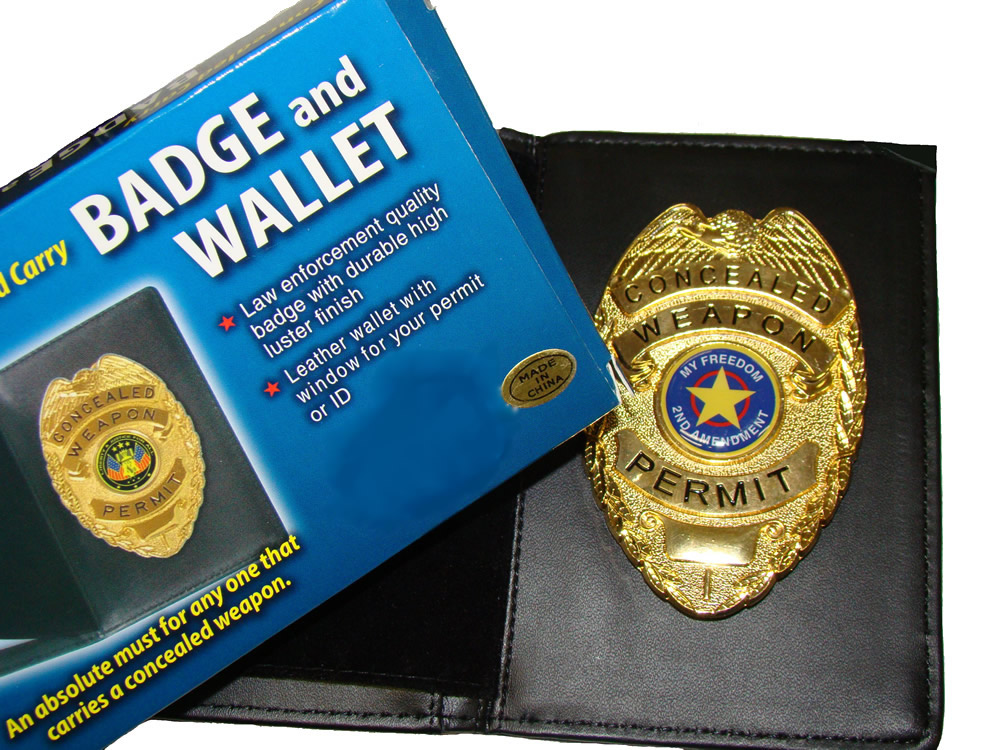 d Carry
BADGE and
WALLET
★ Law enforcement quality
badge with durable high
luster finish
★ Leather wallet with
window for your permit
or ID
MADE
IN
CHINA
CONCEALED
WEAPON
PERMIT
An absolute must for any one that
carries a concealed weapon.
CONCEALED
WEAPON
MY FREEDOM
2ND AMENDMENT
PERMIT